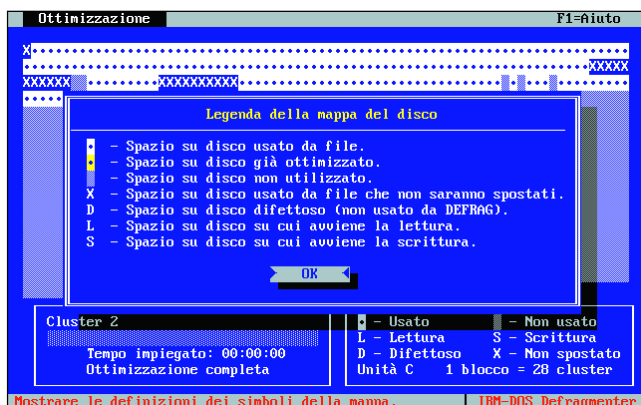 Ottimizzazione F1=Aiuto
X
XXXXX
XXXXXX XXXXXXXXXX
Legenda della mappa del disco
- Spazio su disco usato da file.
- Spazio su disco già ottimizzato.
- Spazio su disco non utilizzato.
X - Spazio su disco usato da file che non saranno spostati.
D - Spazio su disco difettoso (non usato da DEFRAG).
L - Spazio su disco su cui avviene la lettura.
S - Spazio su disco su cui avviene la scrittura.
OK
Cluster 2
Tempo impiegato: 00:00:00
Ottimizzazione completa
- Usato - Non usato
L - Lettura S - Scrittura
D - Difettoso X - Non spostato
Unità C 1 blocco = 28 cluster
Mostrare le definizioni dei simboli della mappa. IBM-DOS Defragmenter